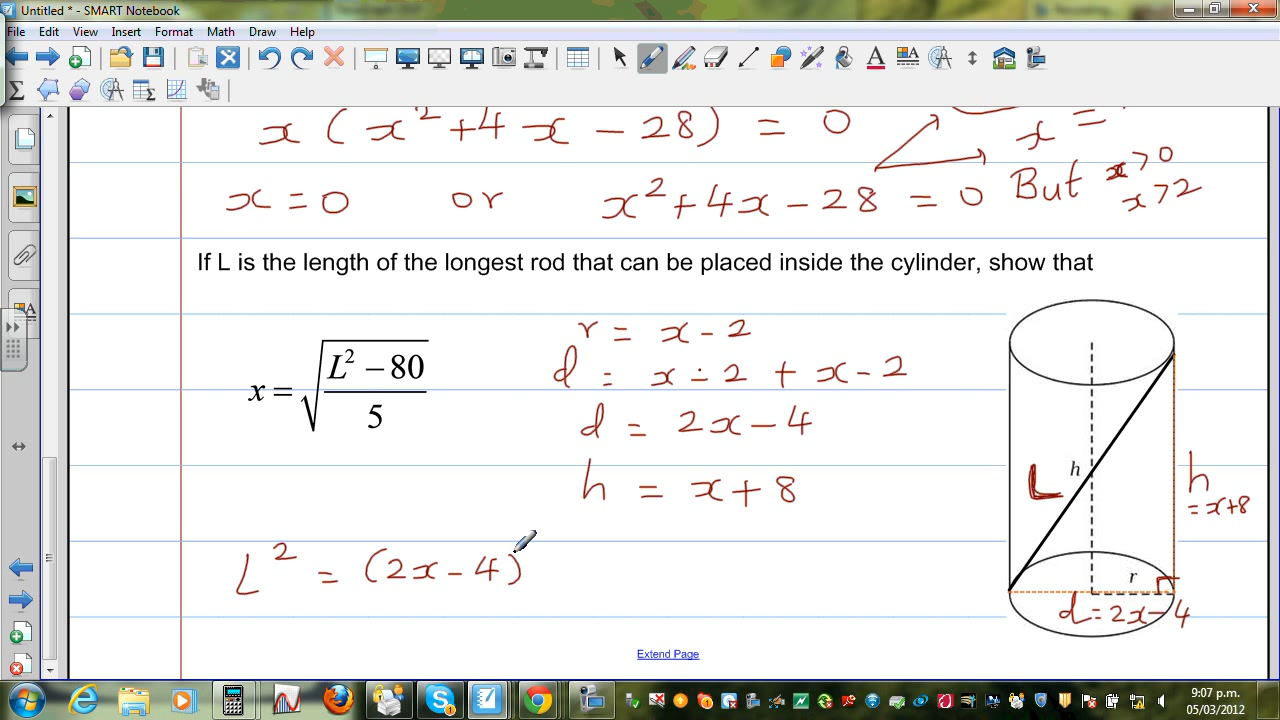 Untitled * - SMART Notebook
File Edit View Insert Format Math Draw Help
x (x² + 4x - 28) = 0
x =
x = 0 or x² + 4x - 28 = 0 But x > 0
x > 2
If L is the length of the longest rod that can be placed inside the cylinder, show that
x = √((L² – 80)/5)
r = x - 2
d = x - 2 + x - 2
d = 2x - 4
h = x + 8
L² = (2x - 4)
h
L
h
= x+8
r
d = 2x - 4
Extend Page
9:07 p.m.
05/03/2012